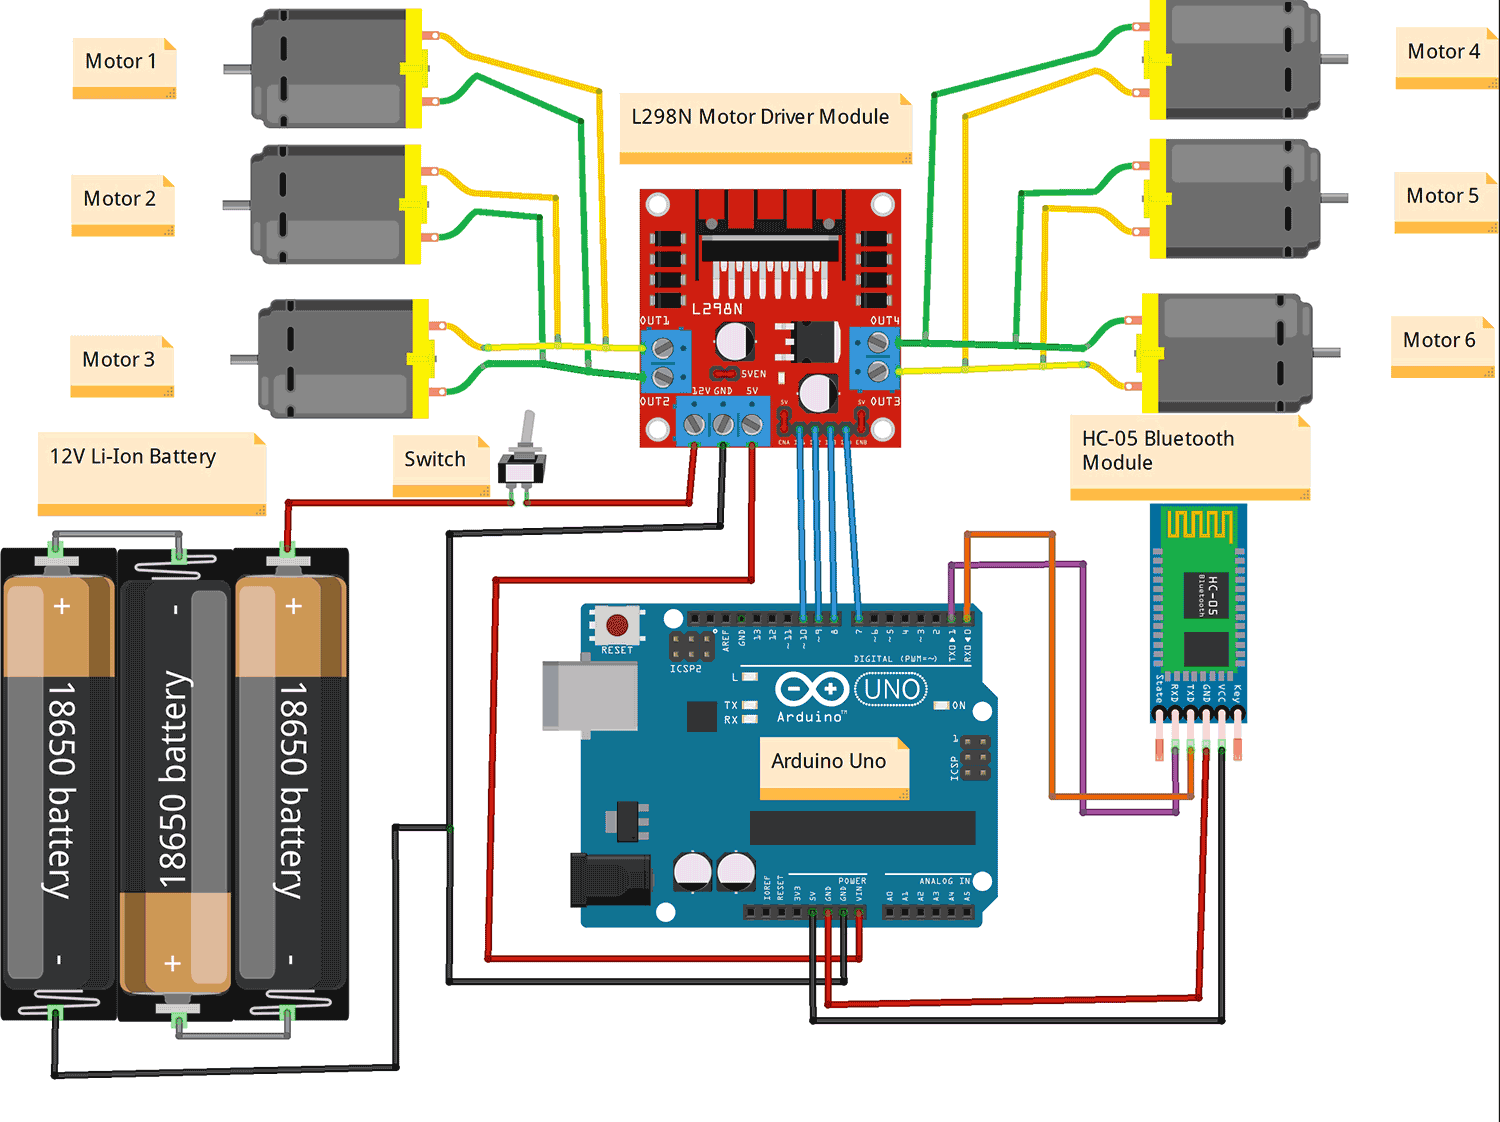 Motor 1
Motor 4
L298N Motor Driver Module
Motor 2
Motor 5
L298N
OUT1
OUT4
Motor 3
Motor 6
5VEN
OUT2
12V GND 5V
OUT3
5V
5V
ENA
ENB
12V Li-Ion Battery
Switch
HC-05 Bluetooth
Module
HC-05
Bluetooth
+
-
+
18650 battery
18650 battery
18650 battery
-
+
-
RESET
ICSP2
AREF
GND
13
12
~11
~10
~9
8
7
~6
~5
4
~3
2
TXD▶1
RXD◀0
DIGITAL (PWM=~)
L
TX
RX
UNO
Arduino™
ON
1
ICSP
Arduino Uno
State
RXD
TXD
GND
VCC
Key
POWER
ANALOG IN
IOREF
RESET
3V3
5V
GND
GND
VIN
A0
A1
A2
A3
A4
A5